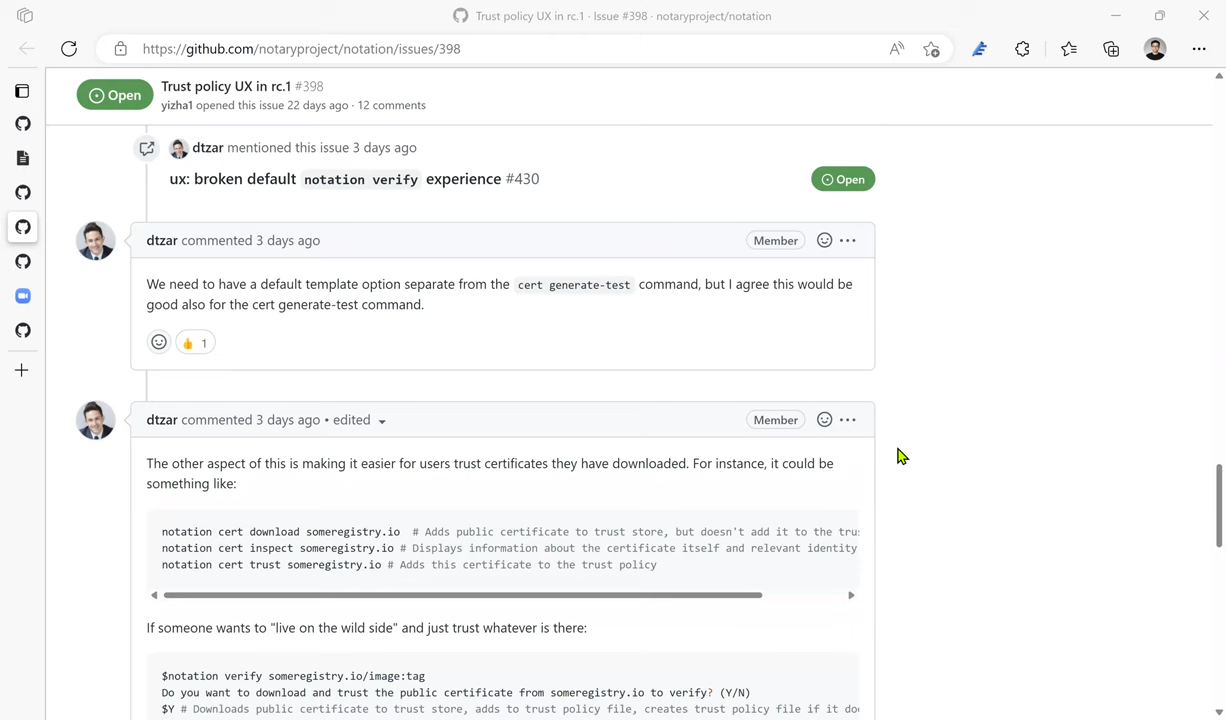 Trust policy UX in rc.1 · Issue #398 · notaryproject/notation
https://github.com/notaryproject/notation/issues/398
Open
Trust policy UX in rc.1 #398
yizha1 opened this issue 22 days ago · 12 comments
dtzar mentioned this issue 3 days ago
ux: broken default notation verify experience #430
Open
dtzar commented 3 days ago
Member
We need to have a default template option separate from the cert generate-test command, but I agree this would be
good also for the cert generate-test command.
1
dtzar commented 3 days ago • edited
Member
The other aspect of this is making it easier for users trust certificates they have downloaded. For instance, it could be
something like:
notation cert download someregistry.io # Adds public certificate to trust store, but doesn't add it to the tru
notation cert inspect someregistry.io # Displays information about the certificate itself and relevant identity
notation cert trust someregistry.io # Adds this certificate to the trust policy
If someone wants to "live on the wild side" and just trust whatever is there:
$notation verify someregistry.io/image:tag
Do you want to download and trust the public certificate from someregistry.io to verify? (Y/N)
$Y # Downloads public certificate to trust store, adds to trust policy file, creates trust policy file if it do